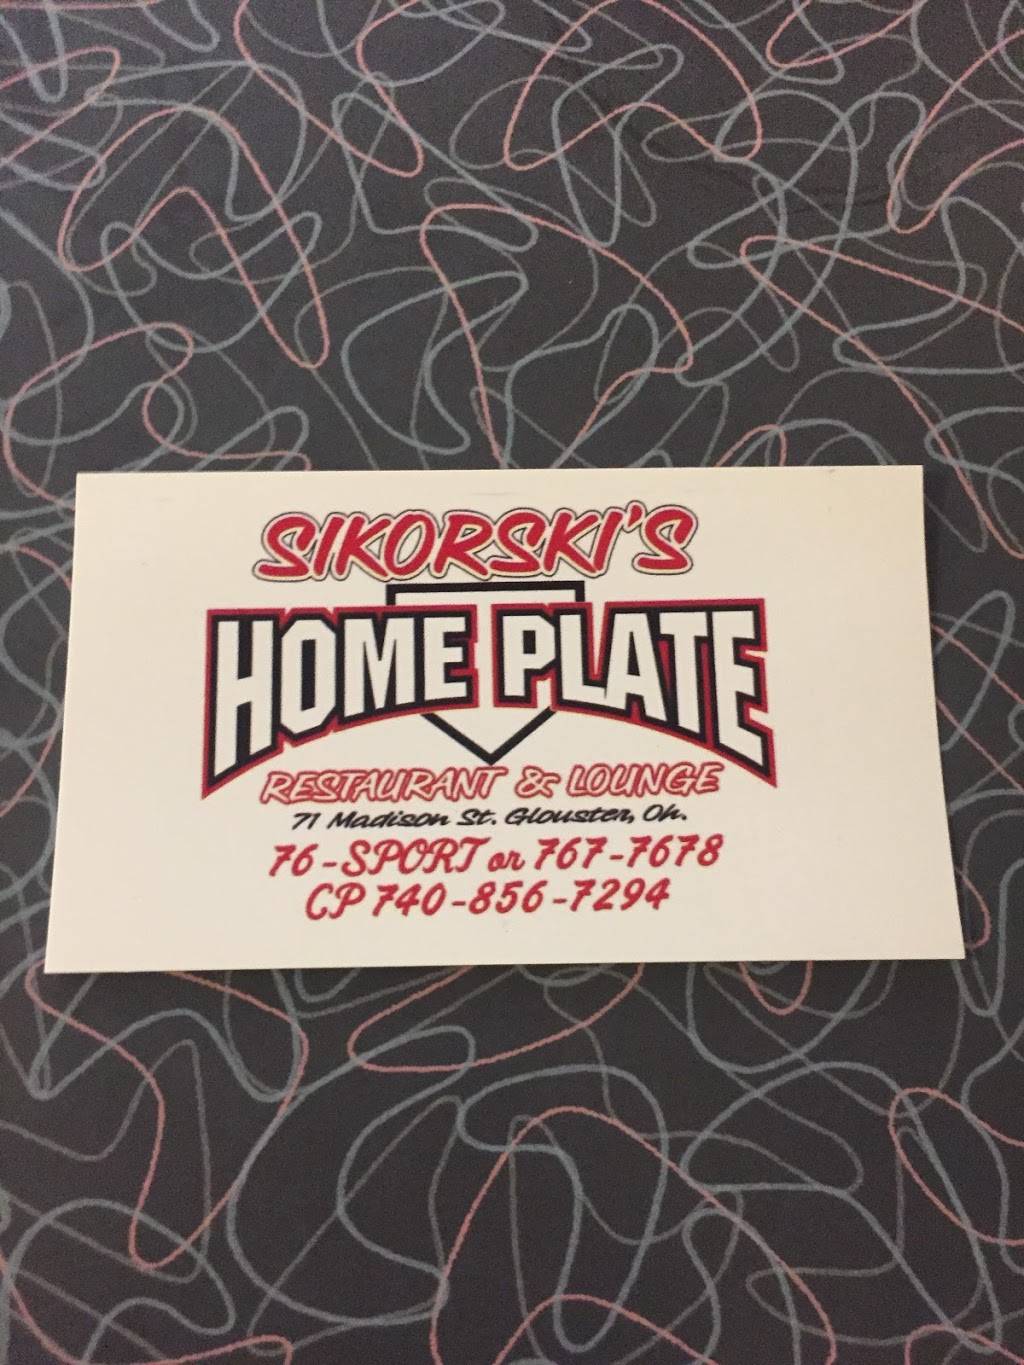 SIKORSKI'S
HOME PLATE
RESTAURANT & LOUNGE
71 Madison St. Glouster, Oh.
76-SPORT or 767-7678
CP 740-856-7294